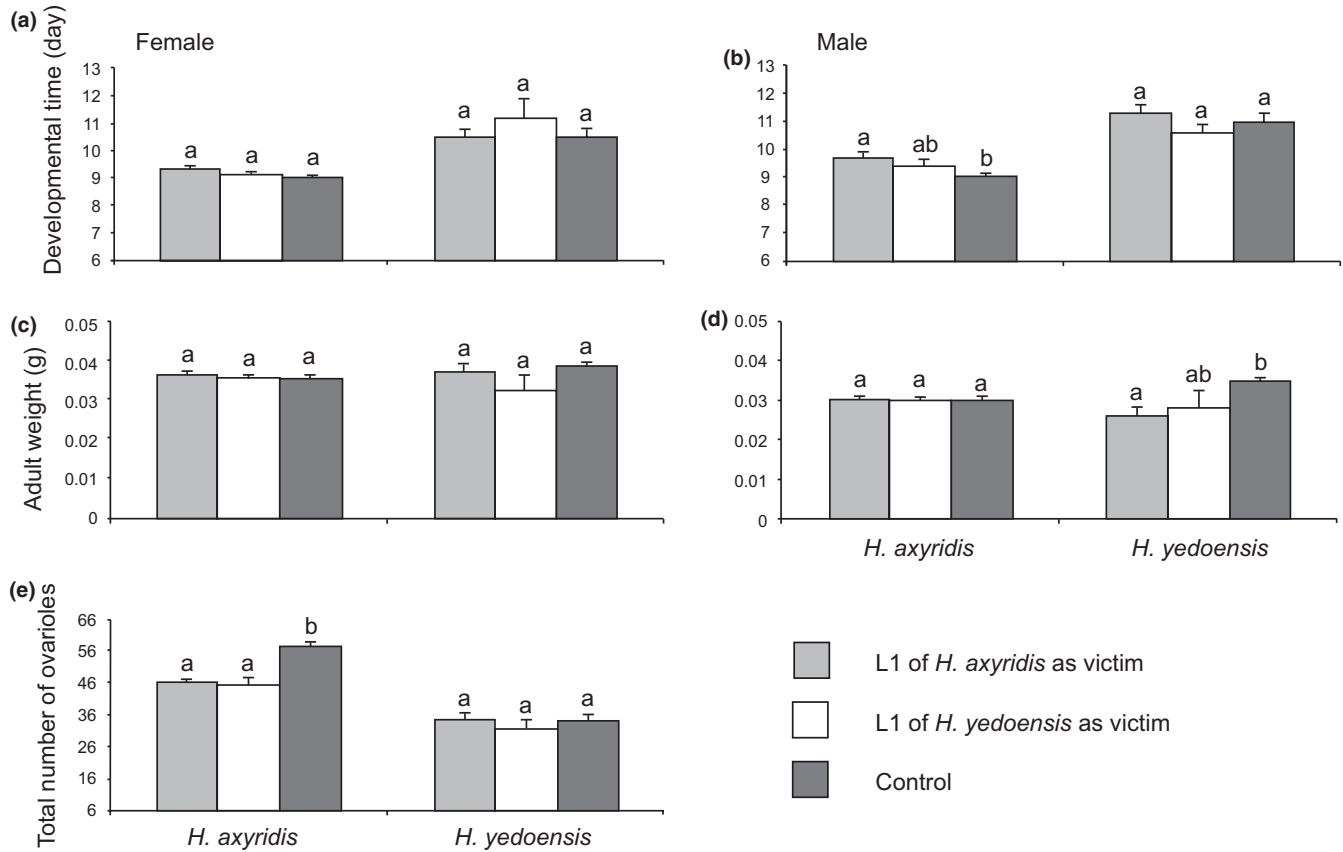 (a)
Female
Developmental time (day)
13
12
11
10
9
8
7
6
a a a a a a
(b)
Male
13
12
11
10
9
8
7
6
a ab b a a a
(c)
Adult weight (g)
0.05
0.04
0.03
0.02
0.01
0
a a a a a a
(d)
0.05
0.04
0.03
0.02
0.01
0
a a a a ab b
H. axyridis H. yedoensis
(e)
Total number of ovarioles
66
56
46
36
26
16
6
a a b a a a
H. axyridis H. yedoensis
L1 of H. axyridis as victim
L1 of H. yedoensis as victim
Control